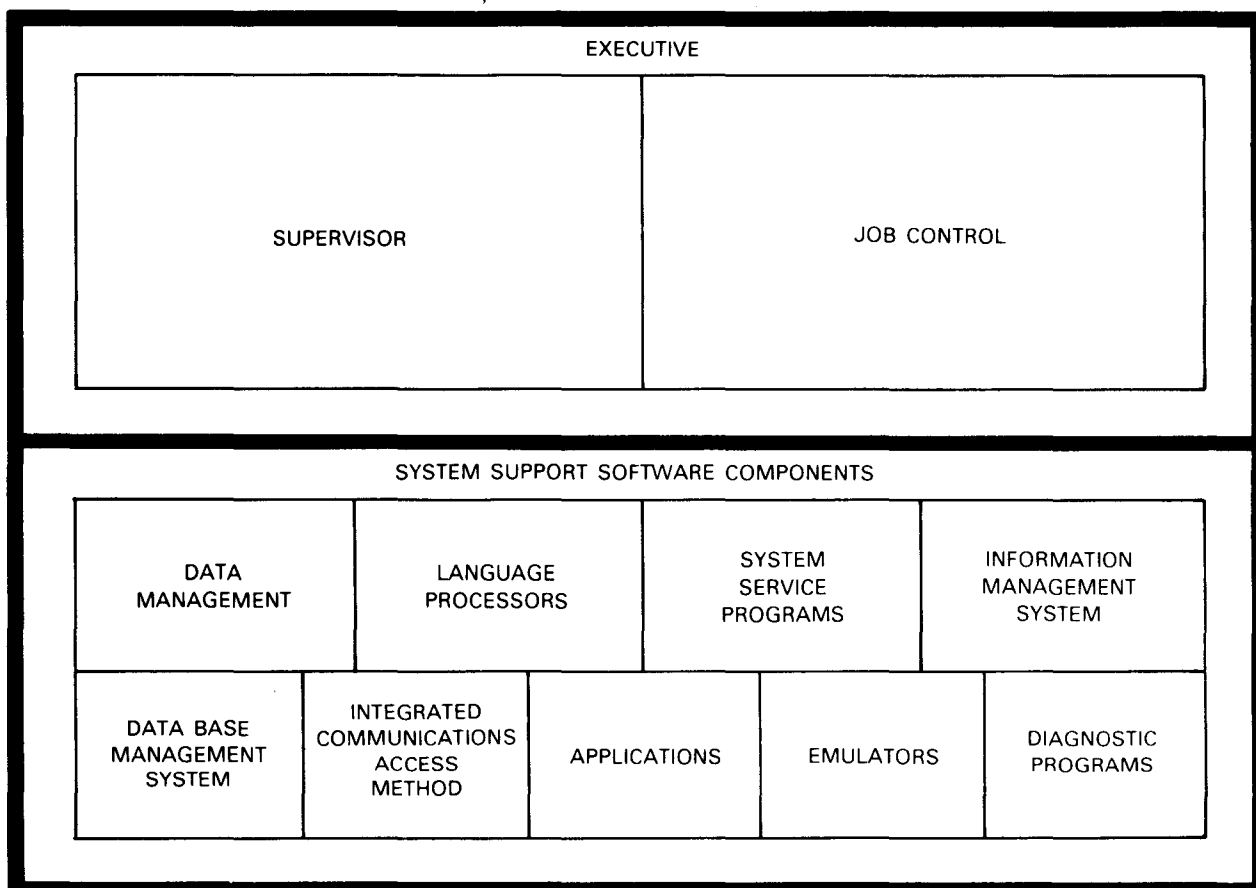 EXECUTIVE
SUPERVISOR
JOB CONTROL
SYSTEM SUPPORT SOFTWARE COMPONENTS
DATA
MANAGEMENT
LANGUAGE
PROCESSORS
SYSTEM
SERVICE
PROGRAMS
INFORMATION
MANAGEMENT
SYSTEM
DATA BASE
MANAGEMENT
SYSTEM
INTEGRATED
COMMUNICATIONS
ACCESS
METHOD
APPLICATIONS
EMULATORS
DIAGNOSTIC
PROGRAMS